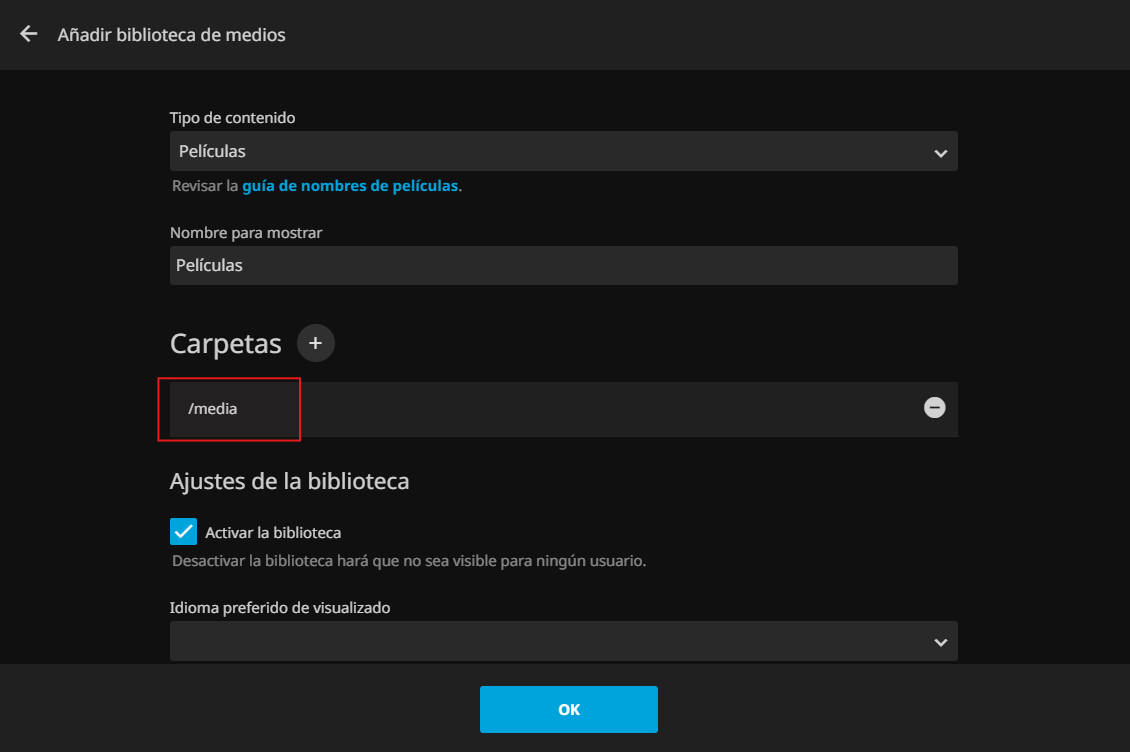 Añadir biblioteca de medios
Tipo de contenido
Películas
Revisar la guía de nombres de películas.
Nombre para mostrar
Películas
Carpetas +
/media
Ajustes de la biblioteca
Activar la biblioteca
Desactivar la biblioteca hará que no sea visible para ningún usuario.
Idioma preferido de visualizado
OK